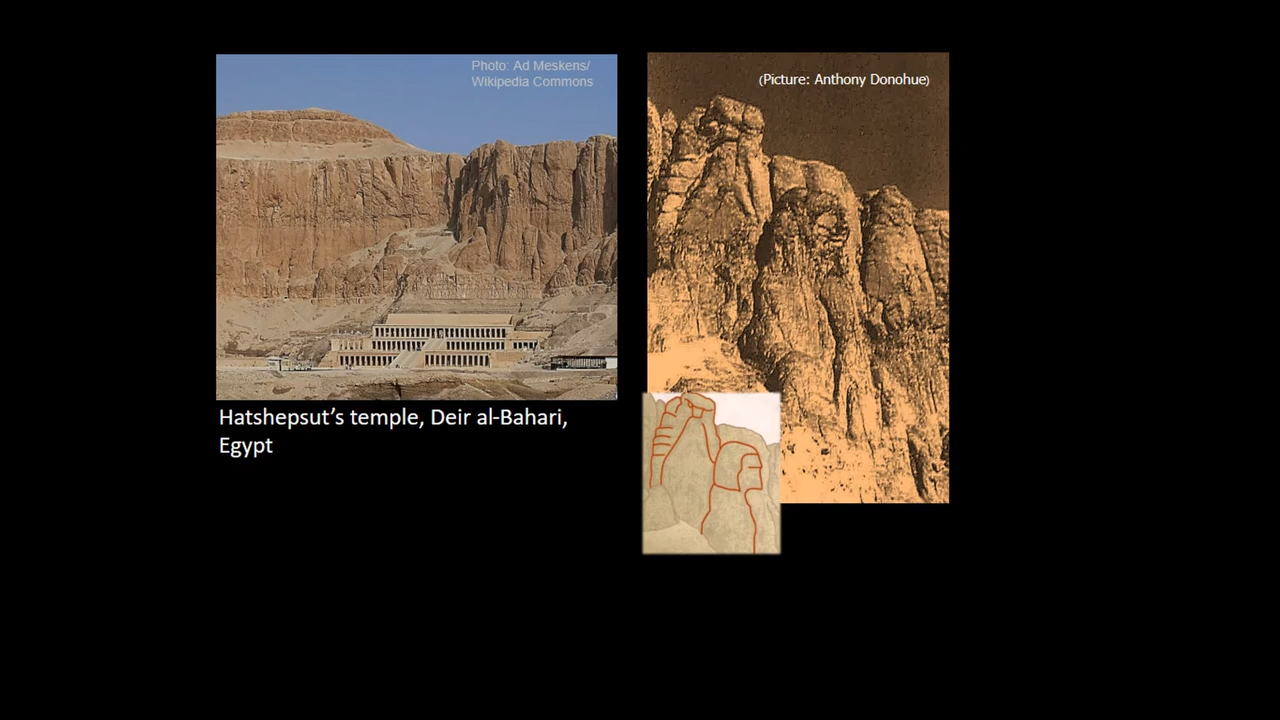 Photo: Ad Meskens/
Wikipedia Commons
(Picture: Anthony Donohue)
Hatshepsut’s temple, Deir al-Bahari,
Egypt